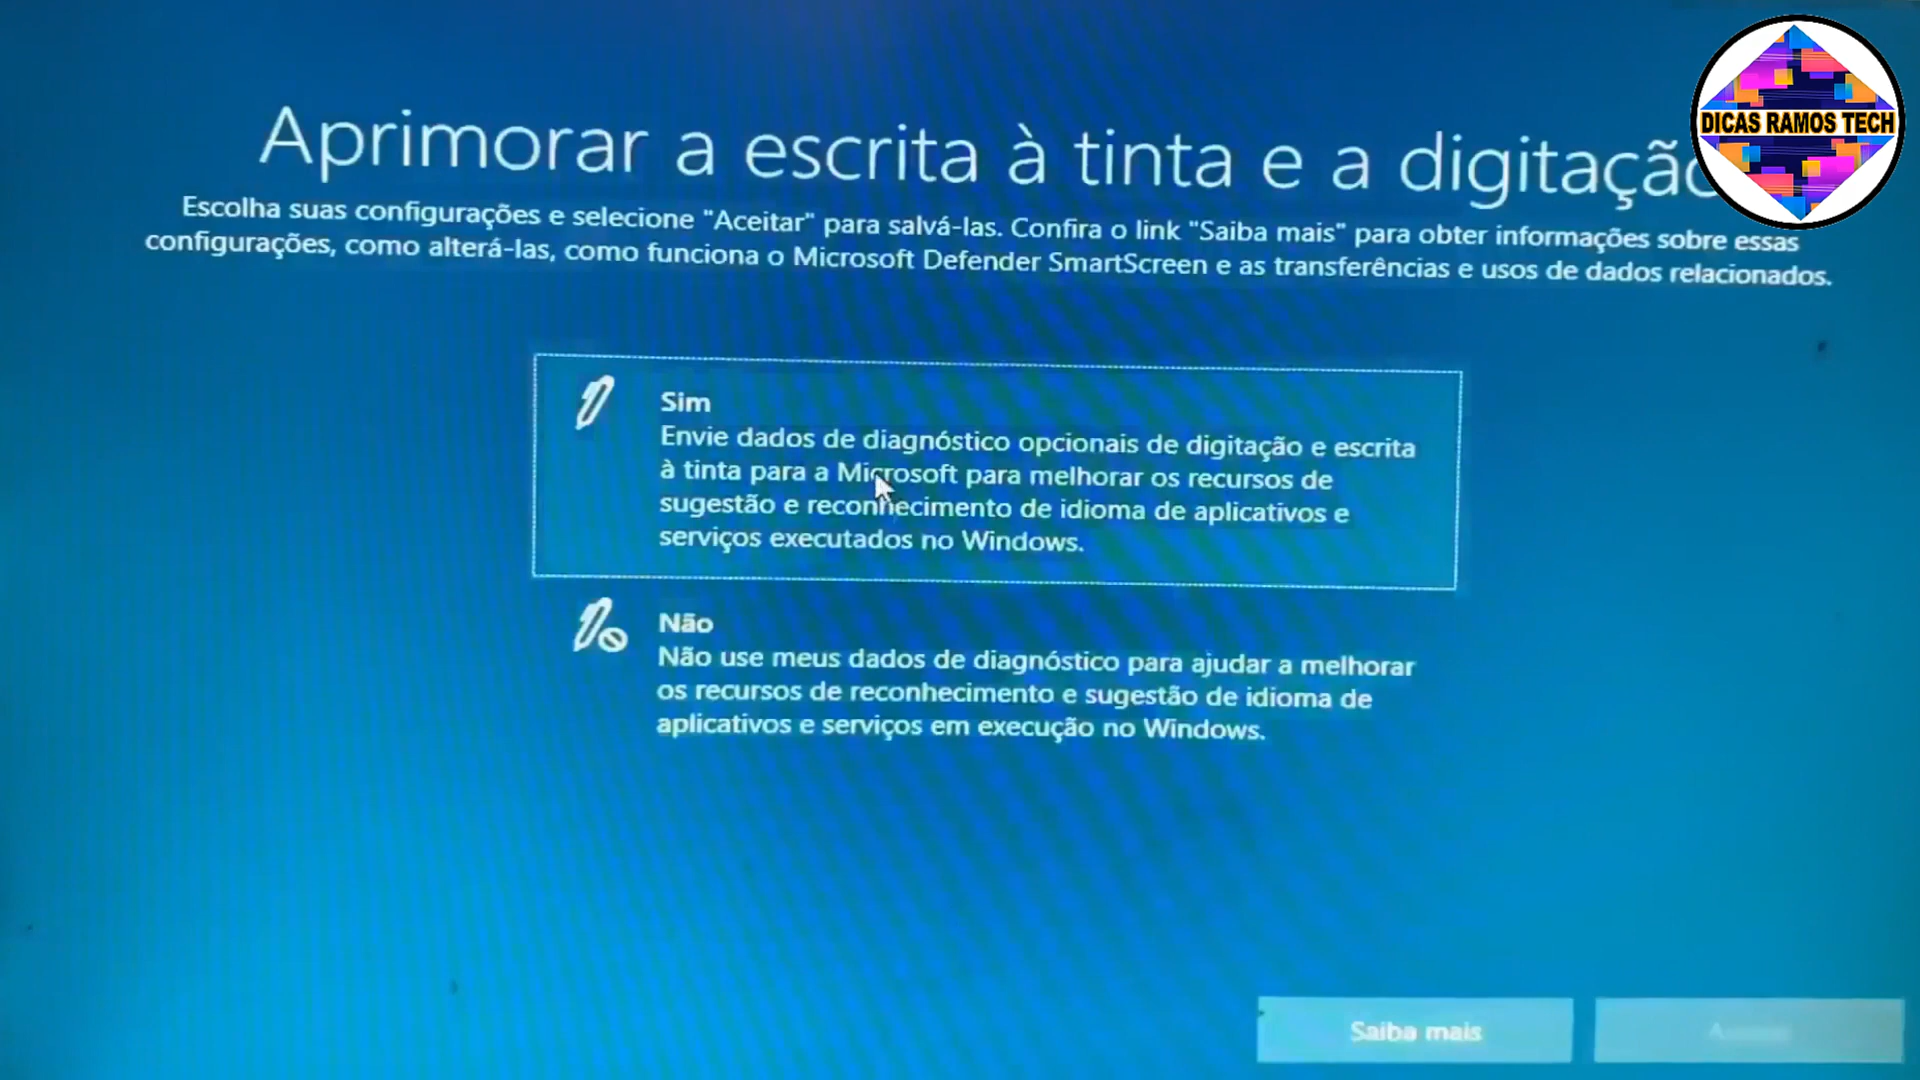 DICAS RAMOS TECH
Aprimorar a escrita à tinta e a digitação
Escolha suas configurações e selecione "Aceitar" para salvá-las. Confira o link "Saiba mais" para obter informações sobre essas
configurações, como alterá-las, como funciona o Microsoft Defender SmartScreen e as transferências e usos de dados relacionados.
Sim
Envie dados de diagnóstico opcionais de digitação e escrita
à tinta para a Microsoft para melhorar os recursos de
sugestão e reconhecimento de idioma de aplicativos e
serviços executados no Windows.
Não
Não use meus dados de diagnóstico para ajudar a melhorar
os recursos de reconhecimento e sugestão de idioma de
aplicativos e serviços em execução no Windows.
Saiba mais